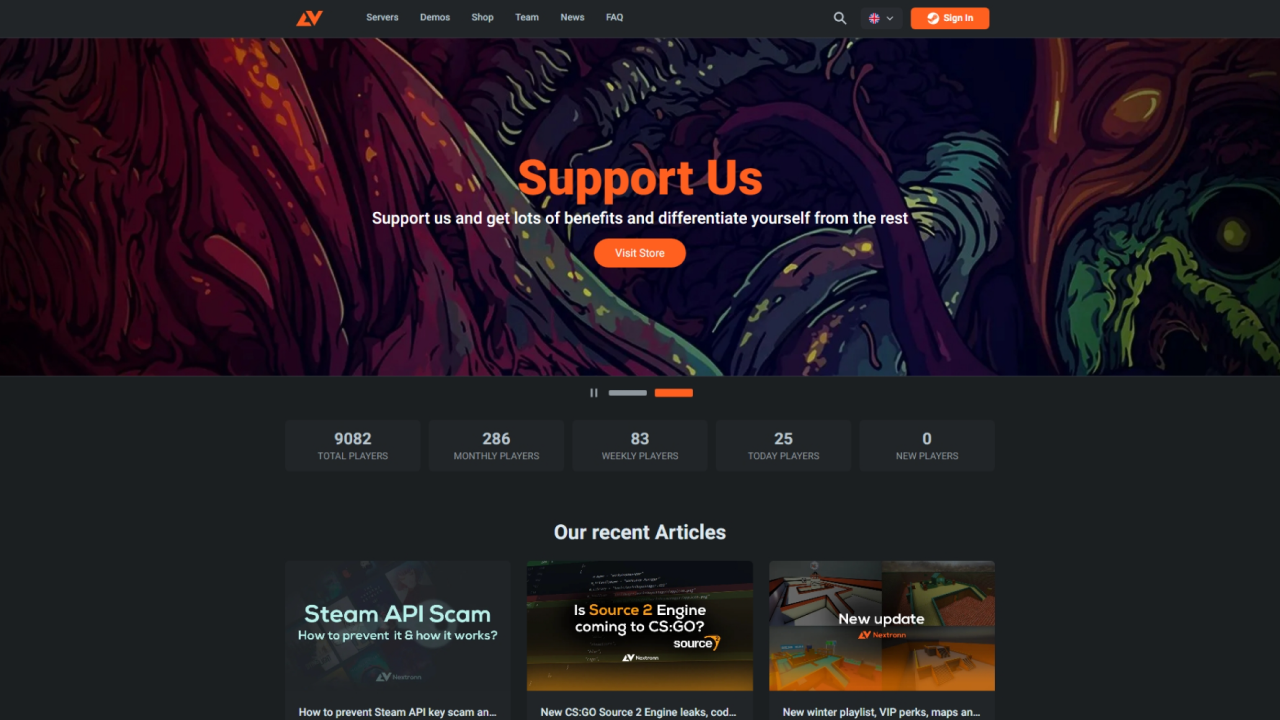 Servers Demos Shop Team News FAQ Sign In
Support Us
Support us and get lots of benefits and differentiate yourself from the rest
Visit Store
9082 286 83 25 0
TOTAL PLAYERS MONTHLY PLAYERS WEEKLY PLAYERS TODAY PLAYERS NEW PLAYERS
Our recent Articles
Steam API Scam
How to prevent it & how it works?
Nextronn
Is Source 2 Engine
coming to CS:GO?
source
Nextronn
New update
Nextronn
How to prevent Steam API key scam an...
New CS:GO Source 2 Engine leaks, cod...
New winter playlist, VIP perks, maps an...